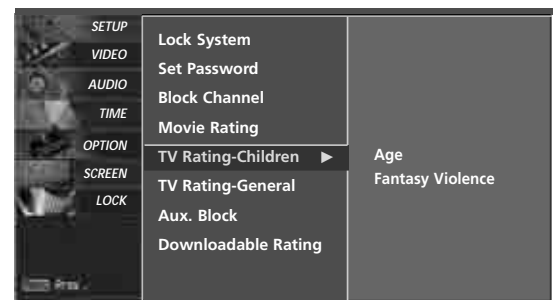 SETUP
VIDEO
AUDIO
TIME
OPTION
SCREEN
LOCK
Prev.
Lock System
Set Password
Block Channel
Movie Rating
TV Rating-Children ►
TV Rating-General
Aux. Block
Downloadable Rating
Age
Fantasy Violence